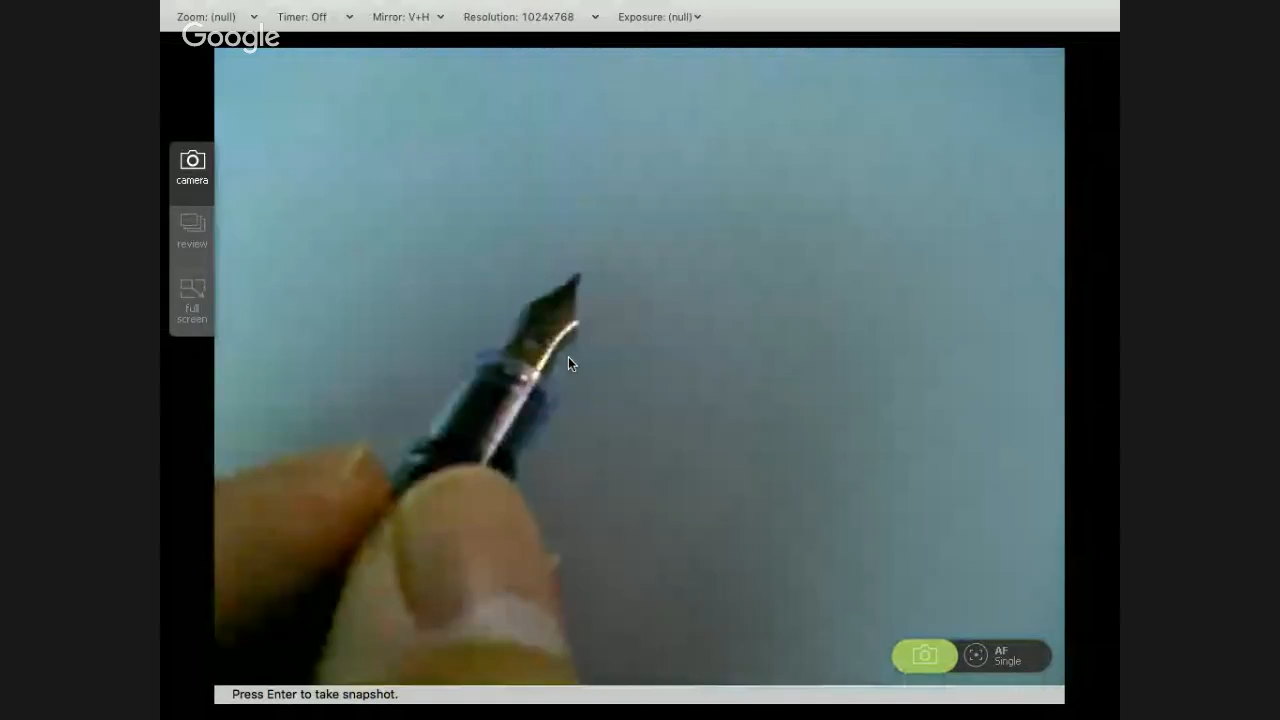 Zoom: (null) Timer: Off Mirror: V+H Resolution: 1024x768 Exposure: (null)
Google
camera
review
full
screen
AF
Single
Press Enter to take snapshot.